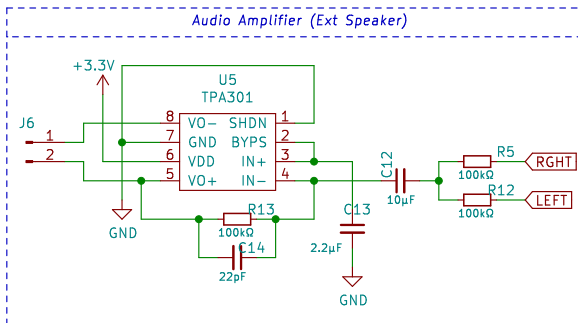 Audio Amplifier (Ext Speaker)
+3.3V
U5
TPA301
J6
1
2
8 VO- SHDN 1
7 GND BYPS 2
6 VDD IN+ 3
5 VO+ IN- 4
C12
10µF
R5
100kΩ
RGHT
R12
100kΩ
LEFT
GND
R13
100kΩ
C14
22pF
C13
2.2µF
GND